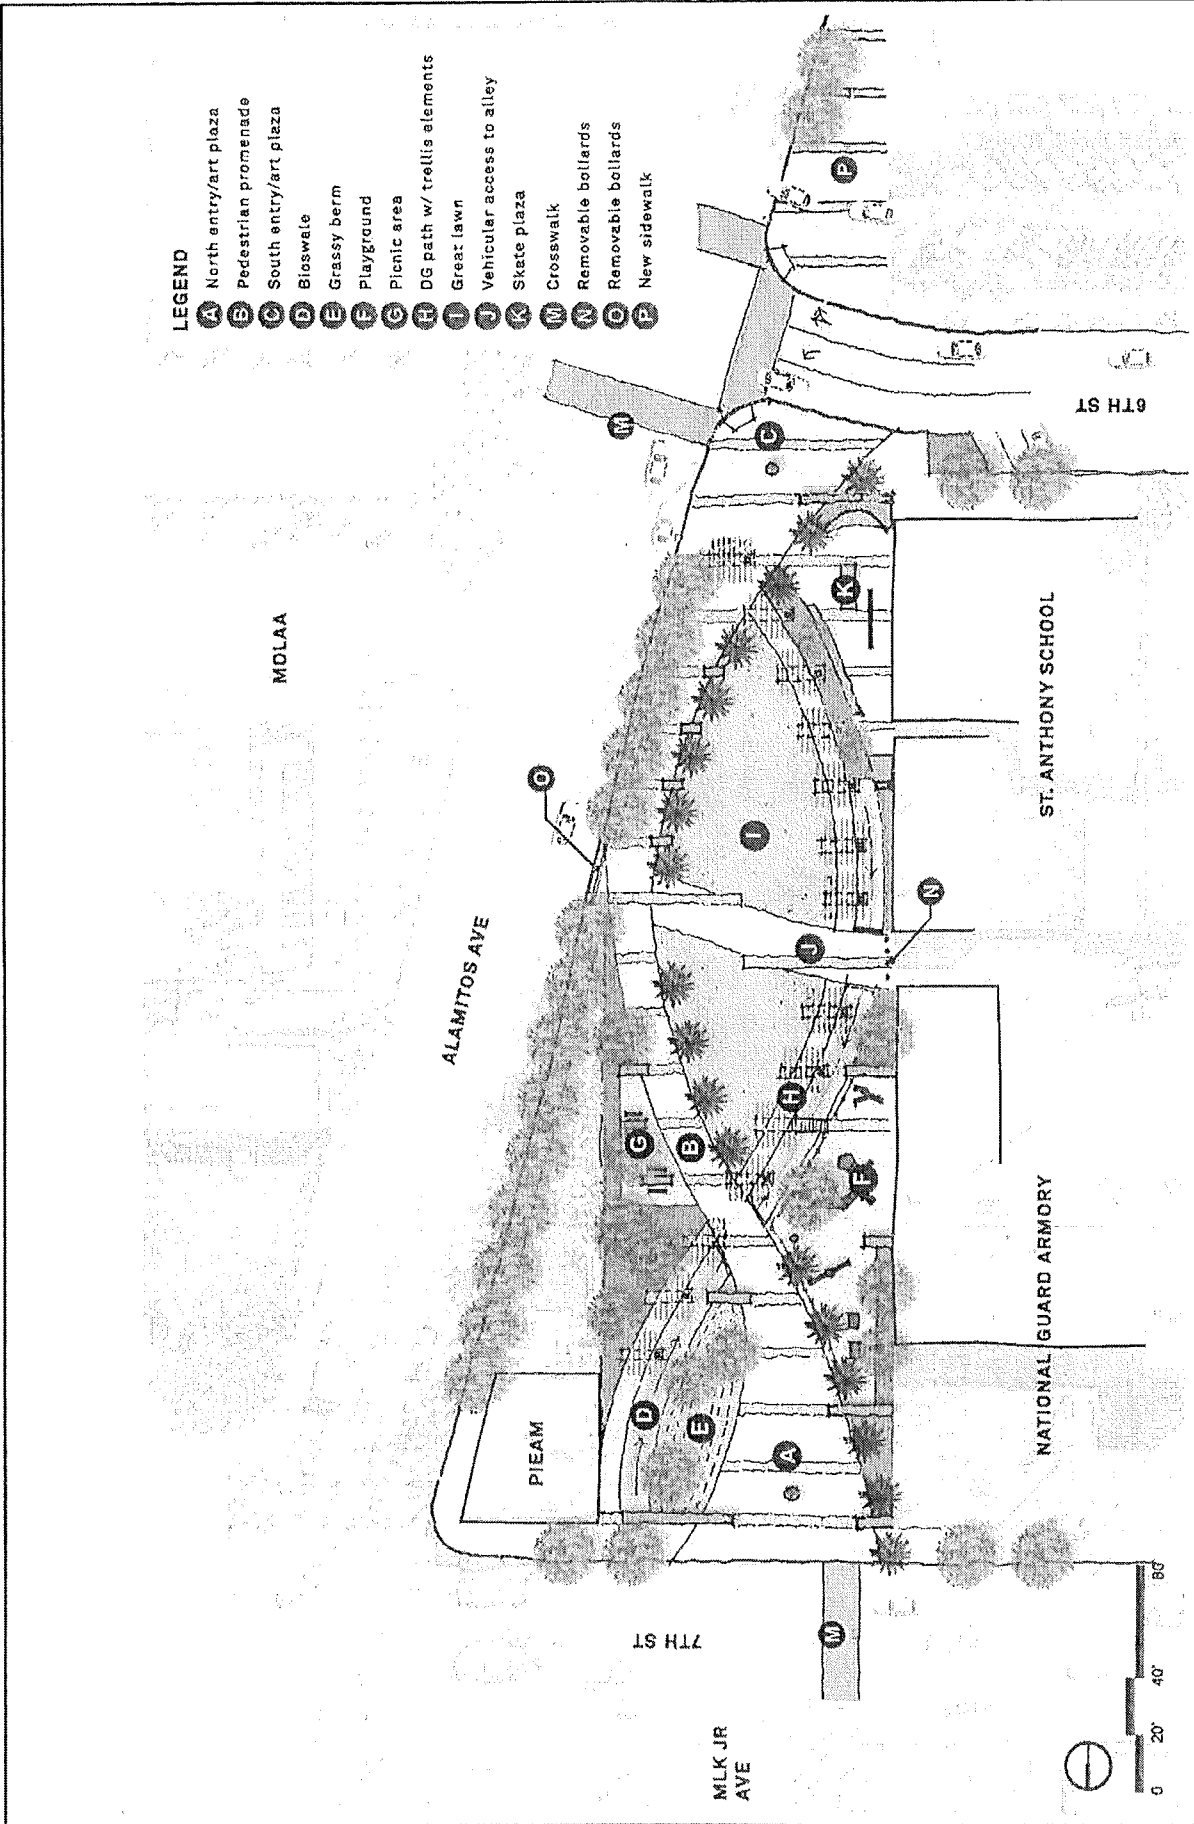 LEGEND
A North entry/art plaza
B Pedestrian promenade
C South entry/art plaza
D Bioswale
E Grassy berm
F Playground
G Picnic area
H DG path w/ trellis elements
I Great lawn
J Vehicular access to alley
K Skate plaza
M Crosswalk
N Removable bollards
O Removable bollards
P New sidewalk
MOLAA
ALAMITOS AVE
PIEAM
7TH ST
MLK JR
AVE
6TH ST
ST. ANTHONY SCHOOL
NATIONAL GUARD ARMORY
O
M
G
B
D
E
A
H
F
I
J
N
K
C
P
M
0 20' 40' 80'